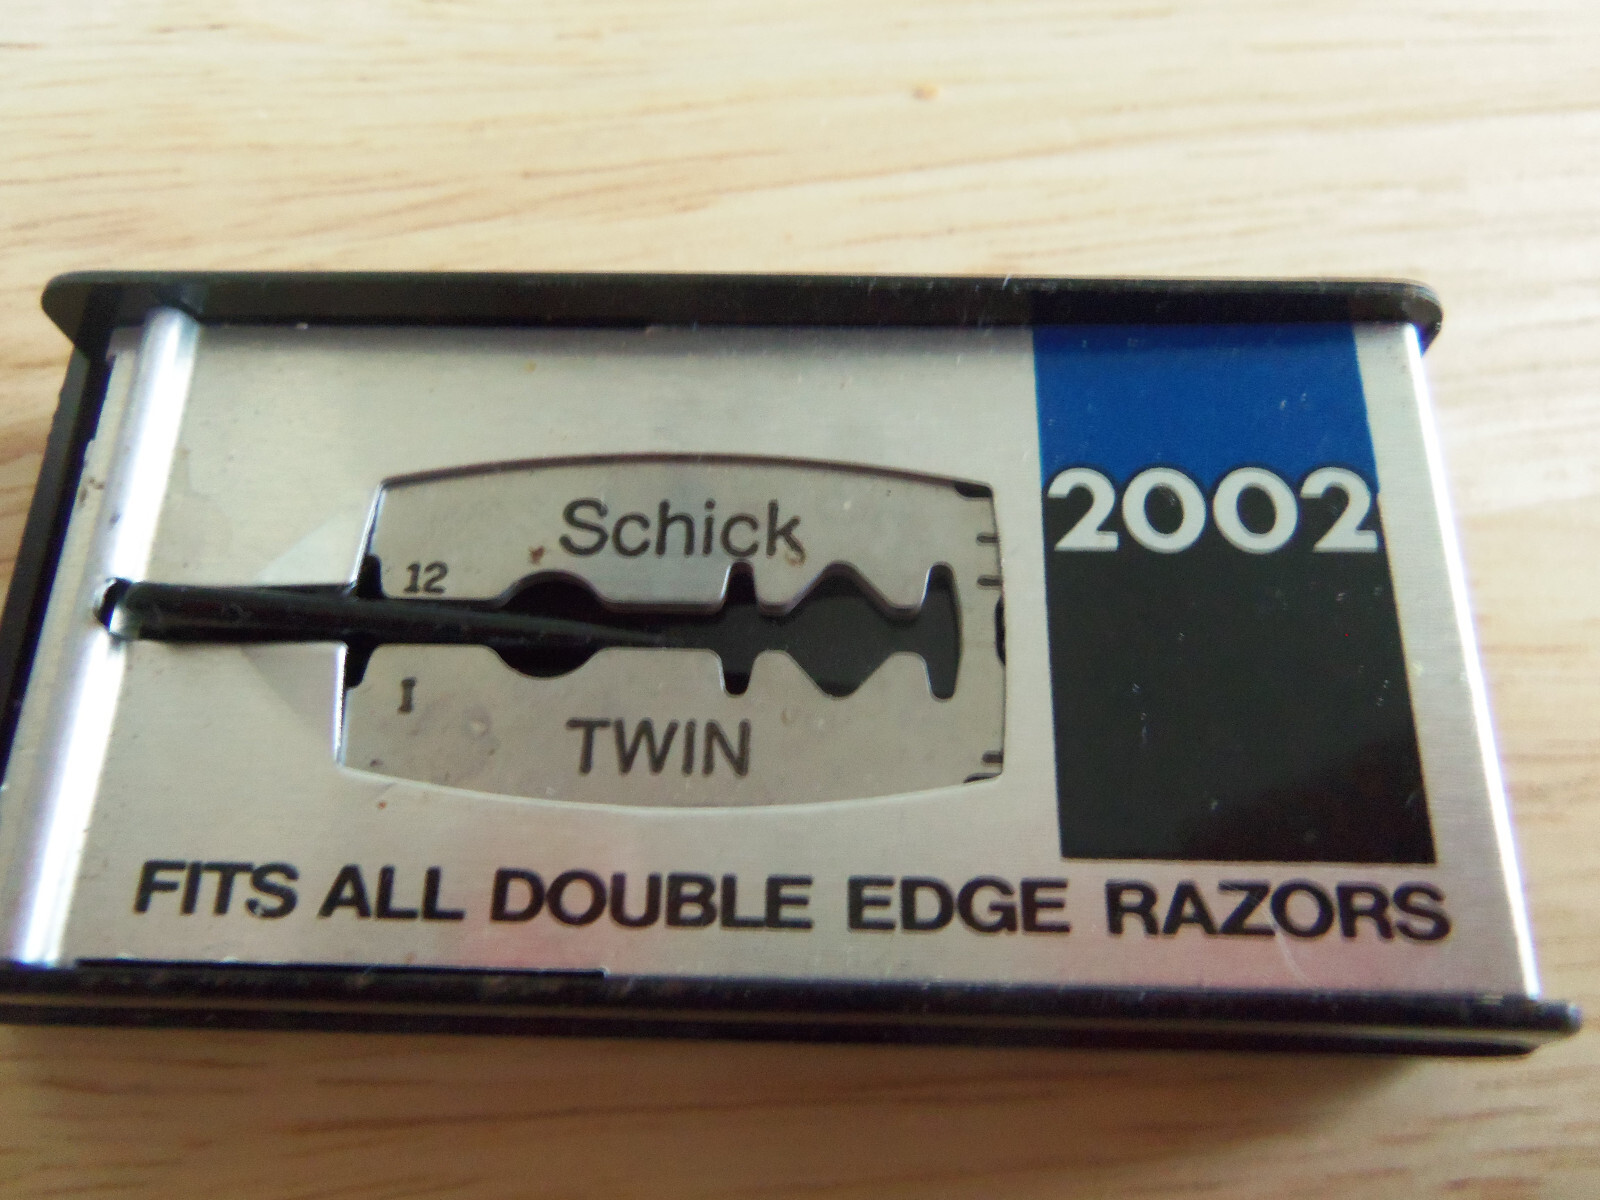 2002
Schick
12
I
TWIN
FITS ALL DOUBLE EDGE RAZORS